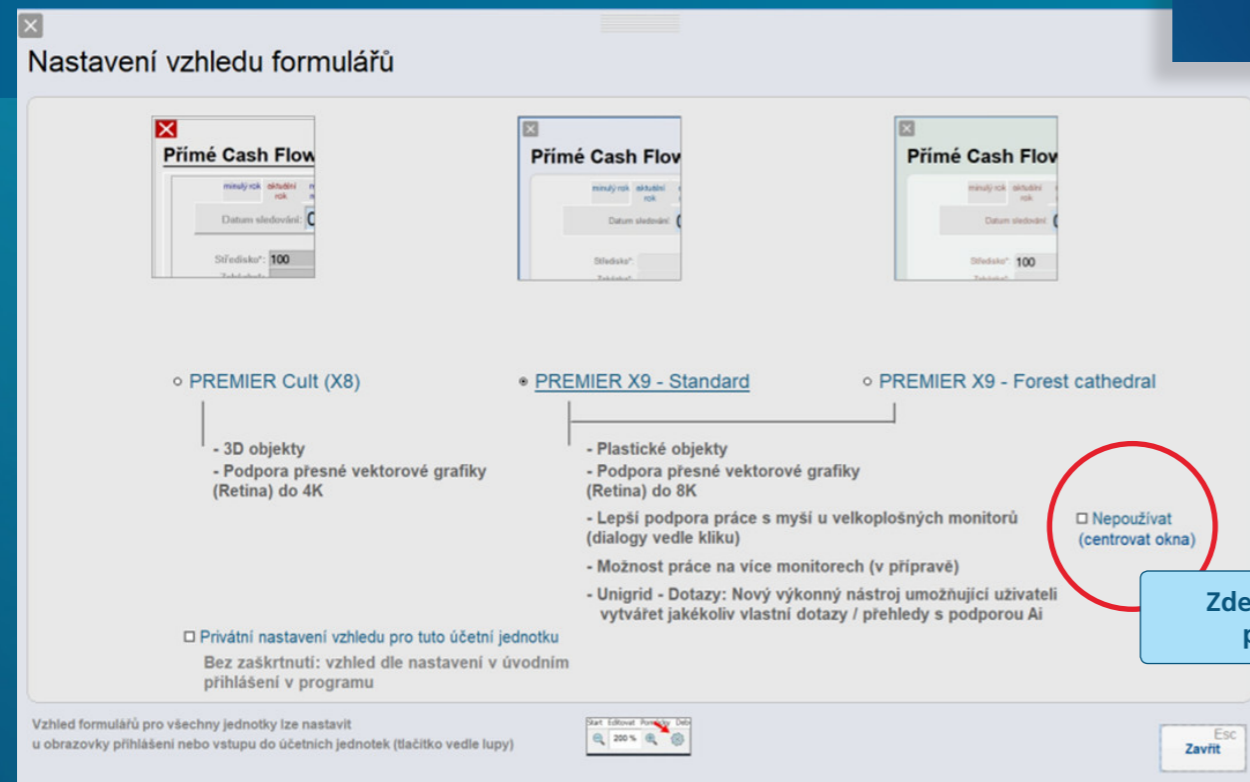 Nastavení vzhledu formulářů
Přímé Cash Flow
minulý rok aktuální
rok
Datum sledování:
Středisko*: 100
Přímé Cash Flow
minulý rok aktuální
rok
Datum sledování:
Středisko*:
Přímé Cash Flow
minulý rok aktuální
rok
Datum sledování:
Středisko*: 100
PREMIER Cult (X8)
PREMIER X9 - Standard
PREMIER X9 - Forest cathedral
- 3D objekty
- Podpora přesné vektorové grafiky
(Retina) do 4K
- Plastické objekty
- Podpora přesné vektorové grafiky
(Retina) do 8K
- Lepší podpora práce s myší u velkoplošných monitorů
(dialogy vedle kliku)
- Možnost práce na více monitorech (v přípravě)
- Unigrid - Dotazy: Nový výkonný nástroj umožňující uživateli
vytvářet jakékoliv vlastní dotazy / přehledy s podporou Ai
Nepoužívat
(centrovat okna)
Zde
p
Privátní nastavení vzhledu pro tuto účetní jednotku
Bez zaškrtnutí: vzhled dle nastavení v úvodním
přihlášení v programu
Vzhled formulářů pro všechny jednotky lze nastavit
u obrazovky přihlášení nebo vstupu do účetních jednotek (tlačítko vedle lupy)
Start Editovat
200 %
Esc
Zavřít